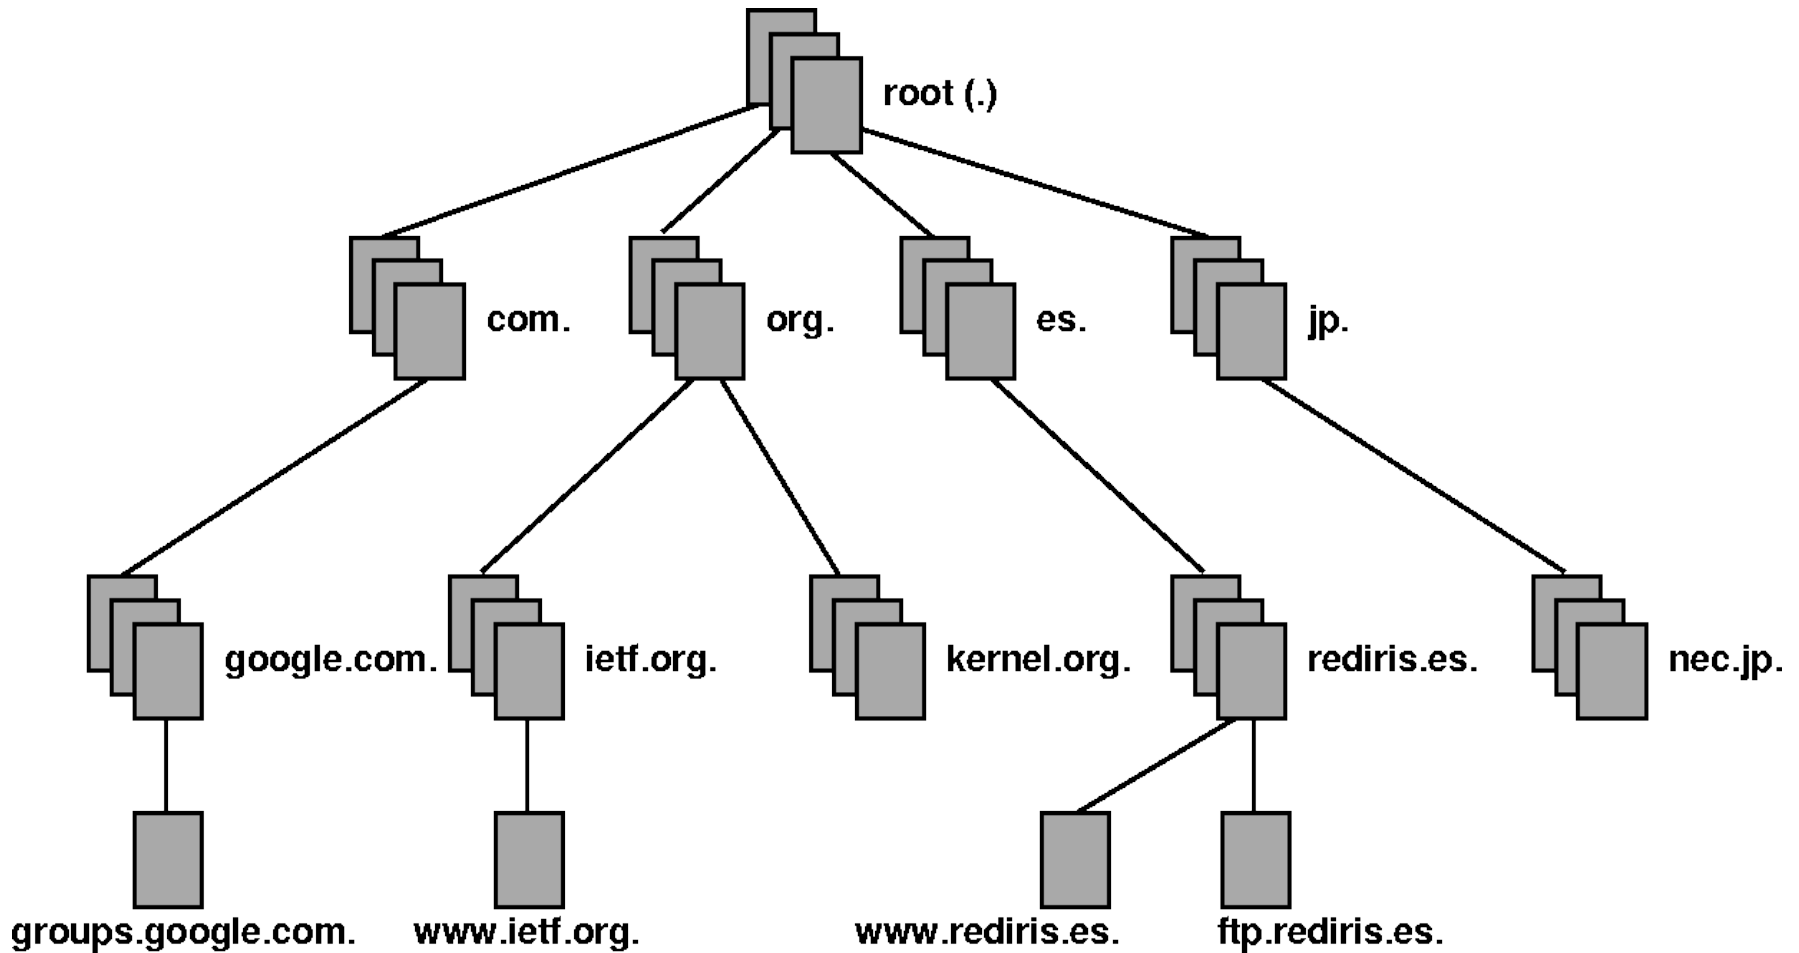 root (.)
com.
org.
es.
jp.
google.com.
ietf.org.
kernel.org.
rediris.es.
nec.jp.
groups.google.com.
www.ietf.org.
www.rediris.es.
ftp.rediris.es.